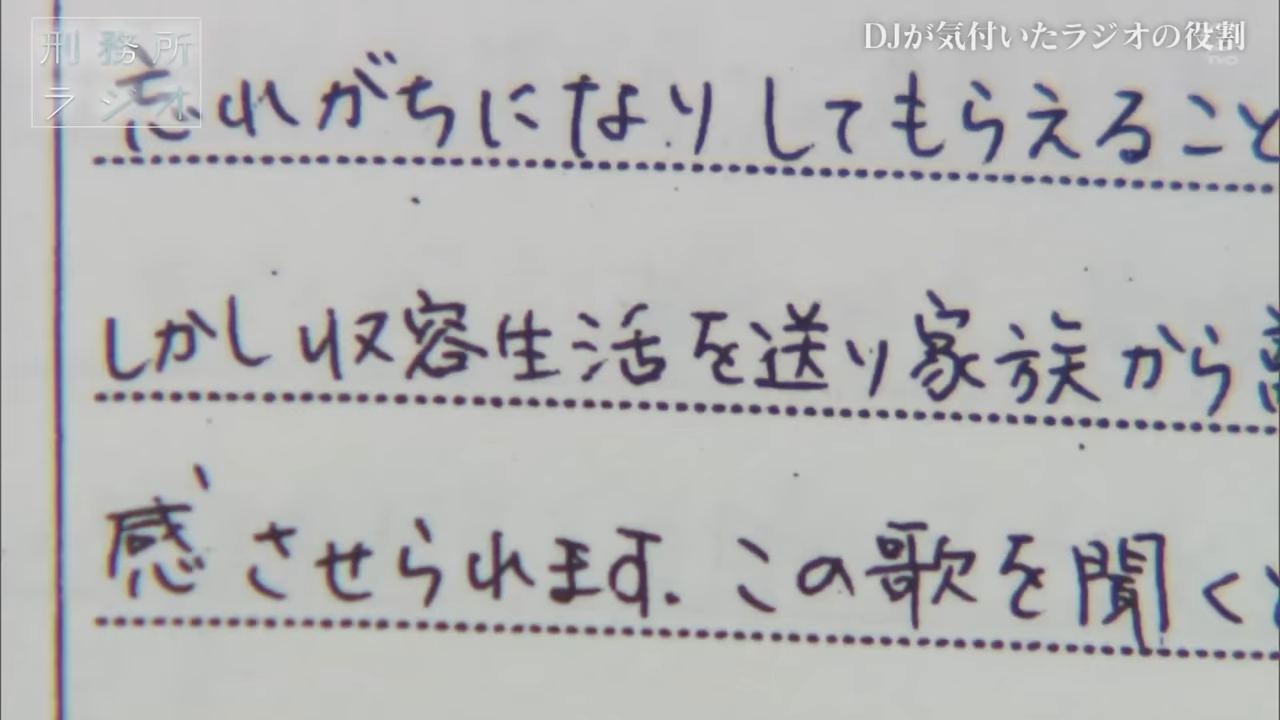 刑務所
ラジオ
DJが気付いたラジオの役割
忘れがちになりしてもらえること
しかし収容生活を送り家族から
感させられます。この歌を聞くと